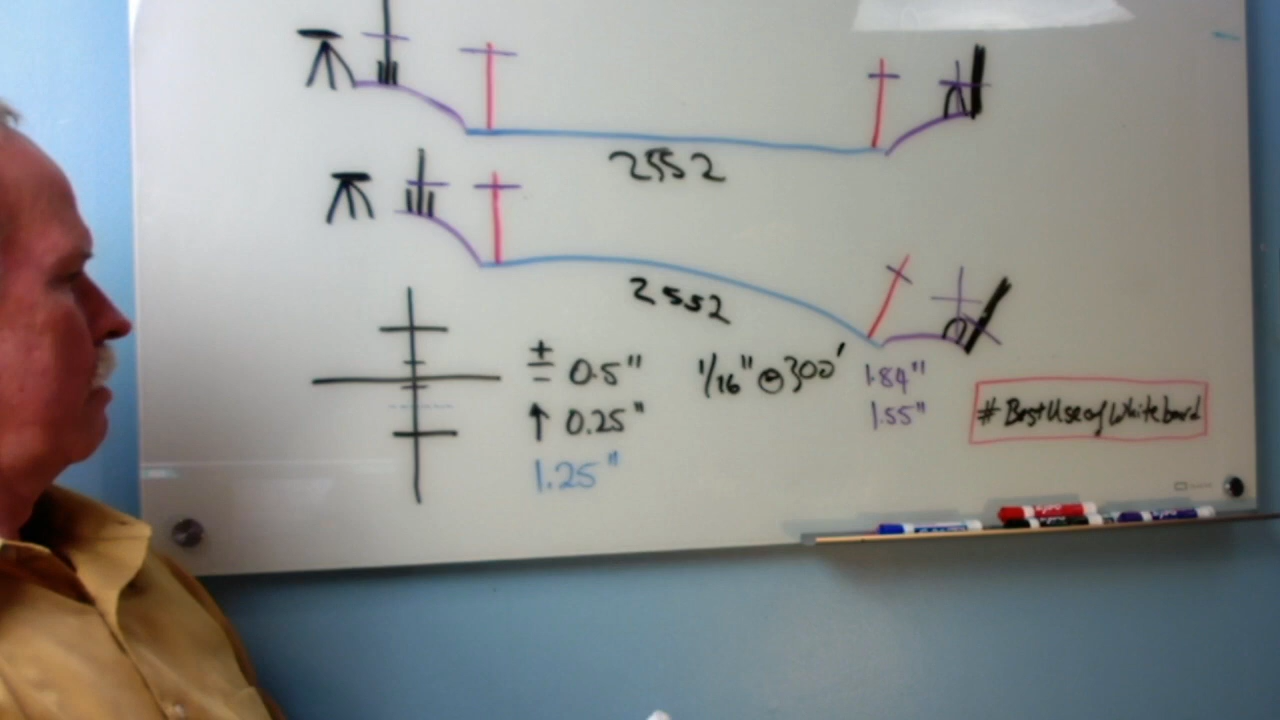 2552
2552
± 0.5" 1/16" @ 300' 1.84"
↑ 0.25" 1.55"
1.25"
#BestUseofWhiteboard